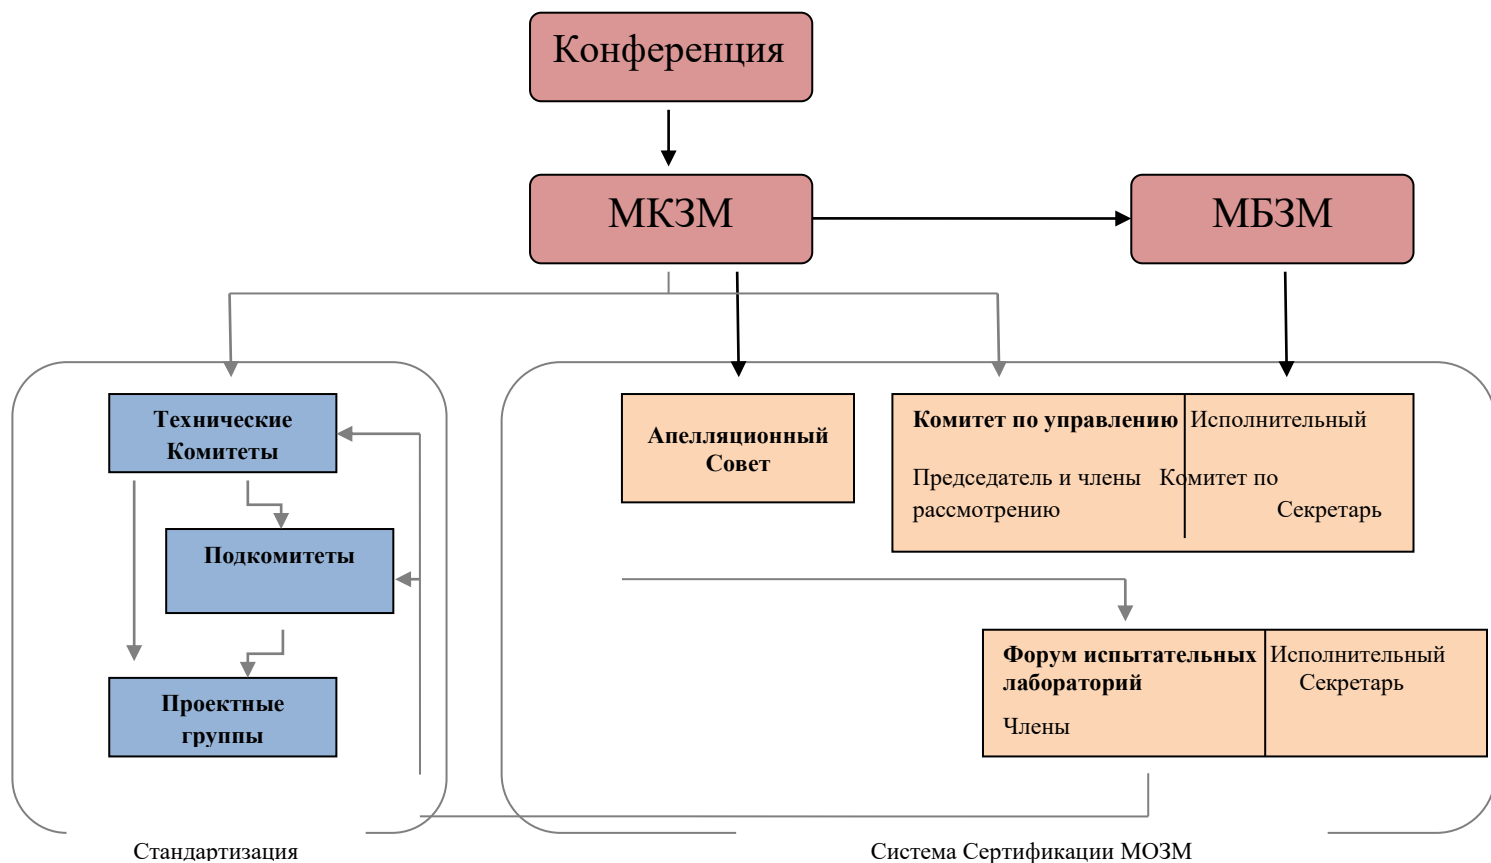 Конференция
МКЗМ
МБЗМ
Технические
Комитеты
Подкомитеты
Проектные
группы
Апелляционный
Совет
Комитет по управлению Исполнительный
Председатель и члены Комитет по
рассмотрению
Секретарь
Форум испытательных Исполнительный
лабораторий Секретарь
Члены
Стандартизация
Система Сертификации МОЗМ